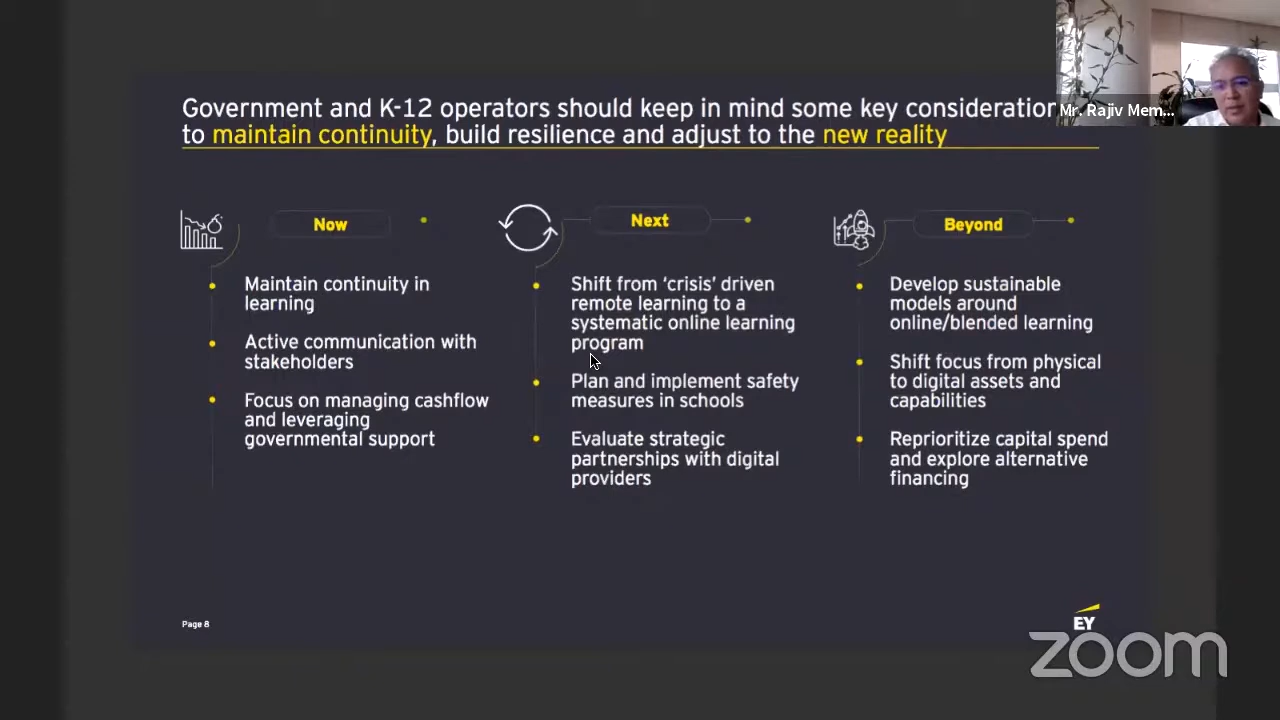 Government and K-12 operators should keep in mind some key consideration
to maintain continuity, build resilience and adjust to the new reality
Mr. Rajiv Mem...
Now
Maintain continuity in
learning
Active communication with
stakeholders
Focus on managing cashflow
and leveraging
governmental support
Next
Shift from ‘crisis’ driven
remote learning to a
systematic online learning
program
Plan and implement safety
measures in schools
Evaluate strategic
partnerships with digital
providers
Beyond
Develop sustainable
models around
online/blended learning
Shift focus from physical
to digital assets and
capabilities
Reprioritize capital spend
and explore alternative
financing
Page 8
EY
zoom